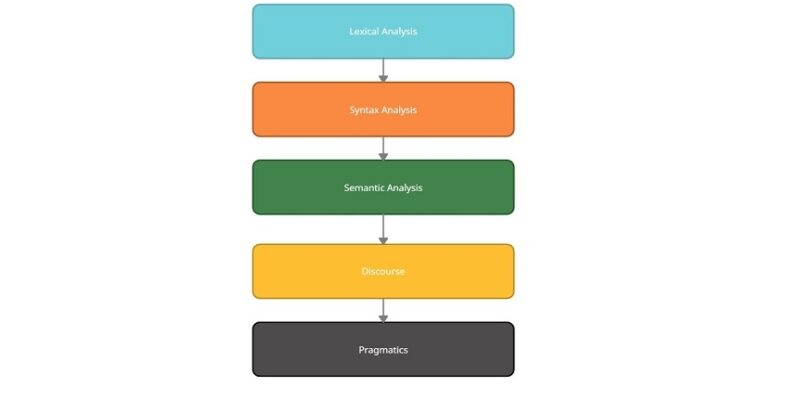 Lexical Analysis
Syntax Analysis
Semantic Analysis
Discourse
Pragmatics